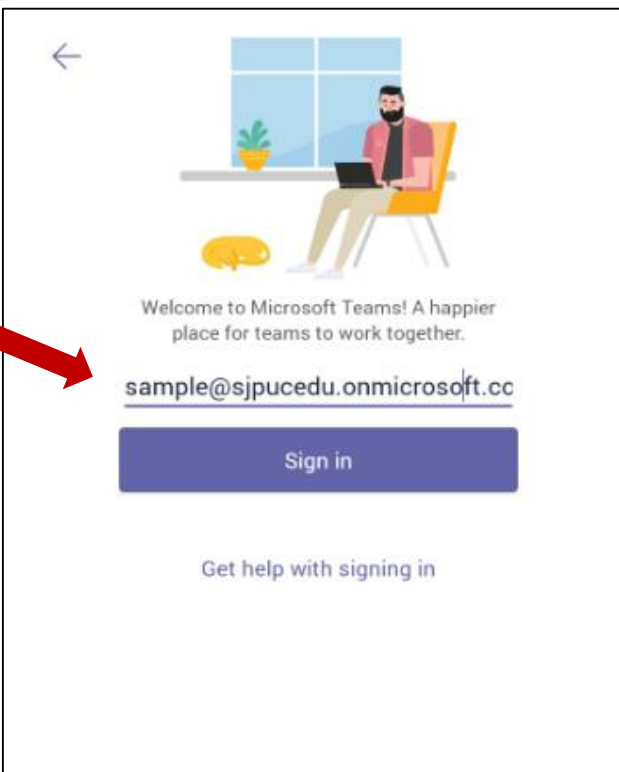 Welcome to Microsoft Teams! A happier
place for teams to work together.
sample@sjpucedu.onmicrosoft.cc
Sign in
Get help with signing in